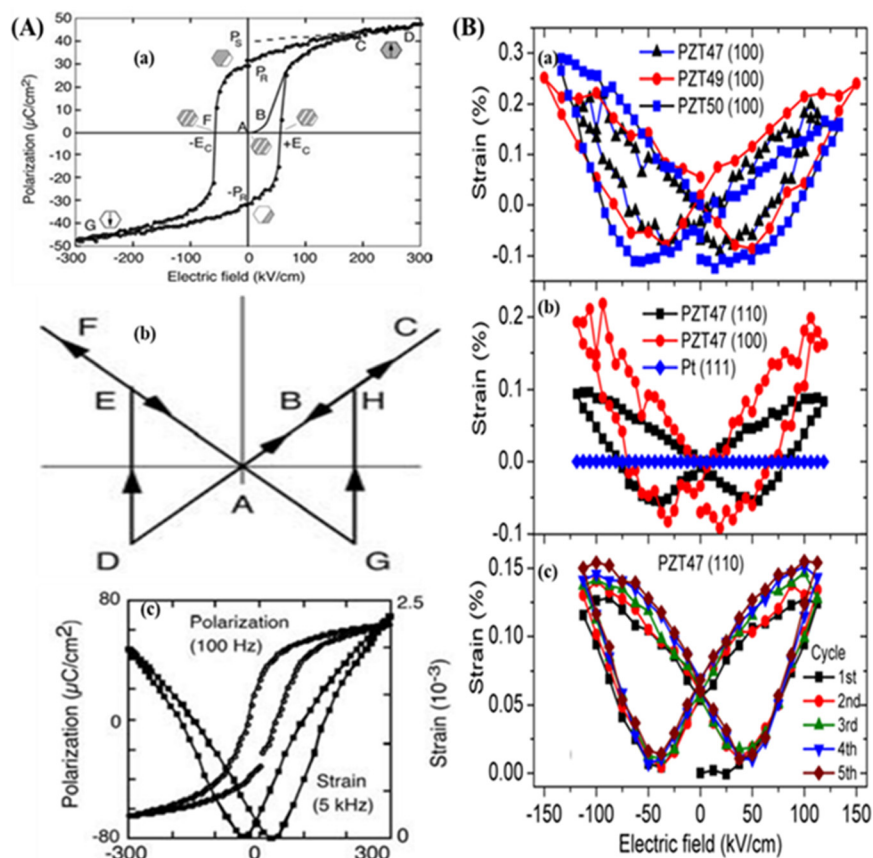 (A)
(a)
50
40
30
20
10
0
-10
-20
-30
-40
-50
Polarization (µC/cm²)
P_S
P_R
-P_R
A
B
C
D
F
G
-E_C
+E_C
-300
-200
-100
0
100
200
300
Electric field (kV/cm)
(b)
F
C
E
B
H
A
D
G
(c)
80
0
-80
Polarization (µC/cm²)
Polarization
(100 Hz)
Strain
(5 kHz)
2.5
0
Strain (10⁻³)
-300
0
300
(B)
(a)
PZT47 (100)
PZT49 (100)
PZT50 (100)
0.3
0.2
0.1
0.0
-0.1
Strain (%)
(b)
PZT47 (110)
PZT47 (100)
Pt (111)
0.2
0.1
0.0
-0.1
Strain (%)
(c)
PZT47 (110)
0.15
0.10
0.05
0.00
Strain (%)
Cycle
1st
2nd
3rd
4th
5th
-150
-100
-50
0
50
100
150
Electric field (kV/cm)